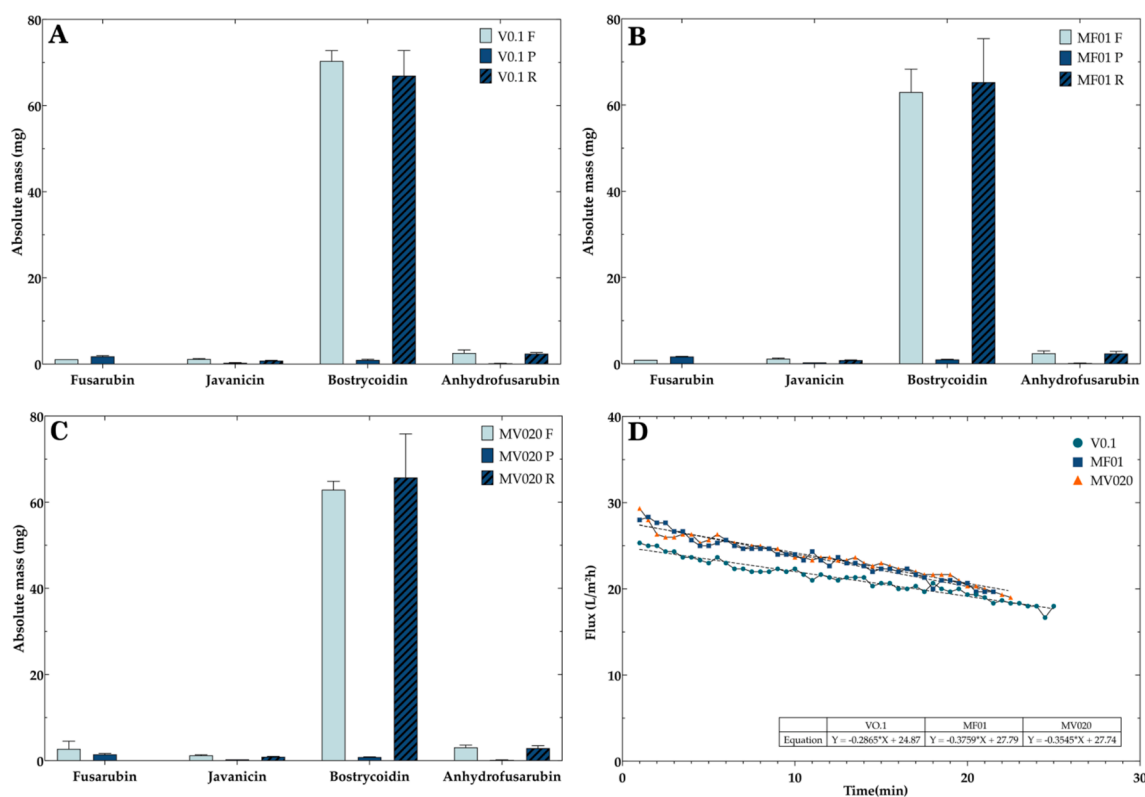 A
V0.1 F
V0.1 P
V0.1 R
Absolute mass (mg)
80
60
40
20
0
Fusarubin Javanicin Bostrycoidin Anhydrofusarubin
B
MF01 F
MF01 P
MF01 R
Absolute mass (mg)
80
60
40
20
0
Fusarubin Javanicin Bostrycoidin Anhydrofusarubin
C
MV020 F
MV020 P
MV020 R
Absolute mass (mg)
80
60
40
20
0
Fusarubin Javanicin Bostrycoidin Anhydrofusarubin
D
V0.1
MF01
MV020
Flux (L/m²h)
40
30
20
10
0
VO.1 MF01 MV020
Equation Y = -0.2865*X + 24.87 Y = -0.3759*X + 27.79 Y = -0.3545*X + 27.74
0 10 20 30
Time(min)